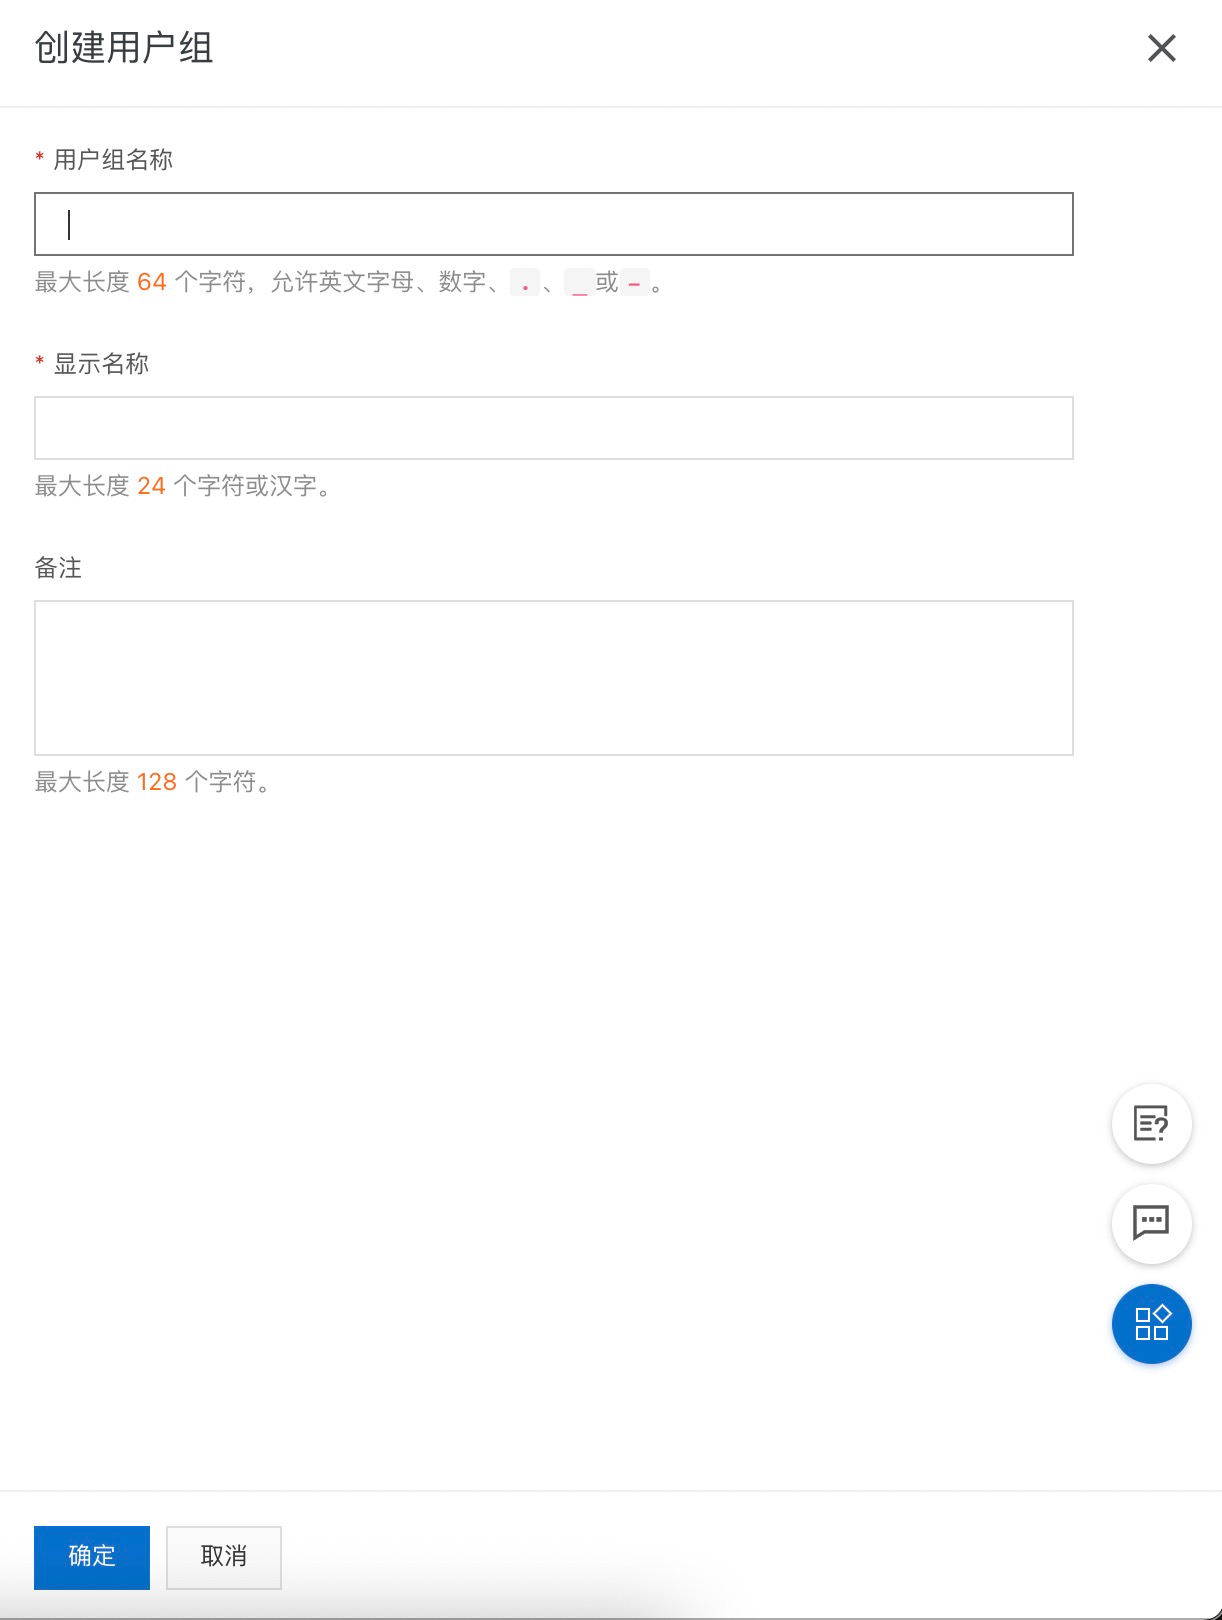 创建用户组
* 用户组名称
最大长度 64 个字符，允许英文字母、数字、.、_或-。
* 显示名称
最大长度 24 个字符或汉字。
备注
最大长度 128 个字符。
确定
取消